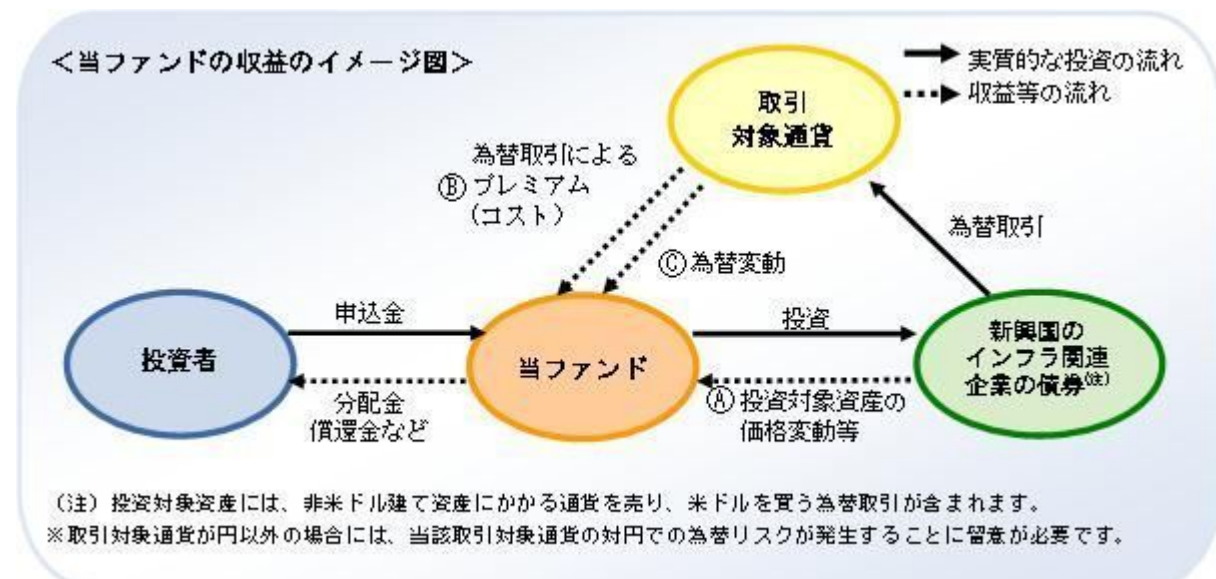 ＜当ファンドの収益のイメージ図＞
実質的な投資の流れ
収益等の流れ
取引
対象通貨
為替取引による
Ⓑプレミアム
（コスト）
為替取引
Ⓒ為替変動
申込金
投資
投資者
当ファンド
新興国の
インフラ関連
企業の債券(注)
分配金
償還金など
Ⓐ投資対象資産の
価格変動等
（注）投資対象資産には、非米ドル建て資産にかかる通貨を売り、米ドルを買う為替取引が含まれます。
※取引対象通貨が円以外の場合には、当該取引対象通貨の対円での為替リスクが発生することに留意が必要です。